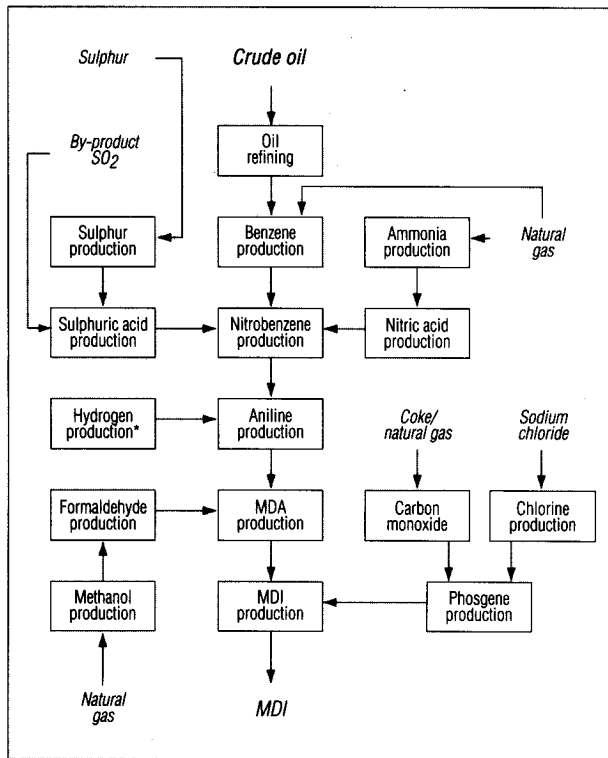 Sulphur
Crude oil
By-product
SO2
Oil
refining
Sulphur
production
Benzene
production
Ammonia
production
Natural
gas
Sulphuric acid
production
Nitrobenzene
production
Nitric acid
production
Hydrogen
production*
Aniline
production
Coke/
natural gas
Sodium
chloride
Formaldehyde
production
MDA
production
Carbon
monoxide
Chlorine
production
Methanol
production
MDI
production
Phosgene
production
Natural
gas
MDI